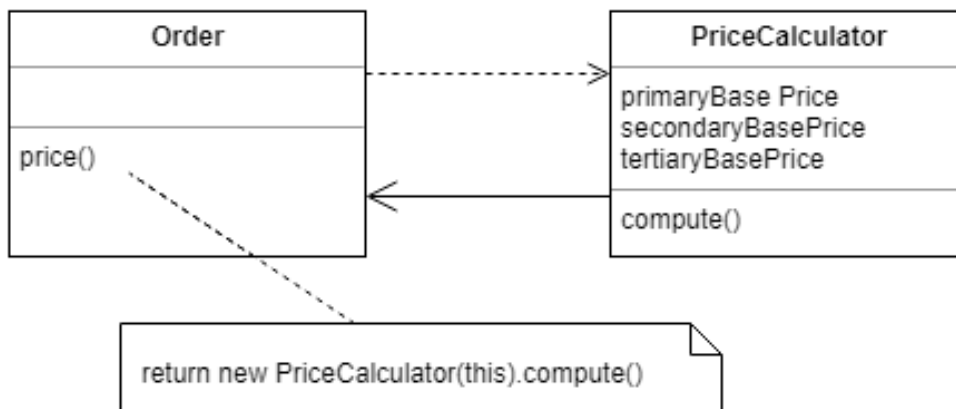 Order
price()
PriceCalculator
primaryBase Price
secondaryBasePrice
tertiaryBasePrice
compute()
return new PriceCalculator(this).compute()